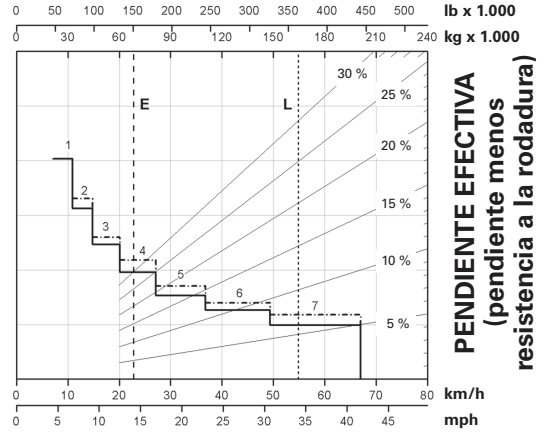 0 50 100 150 200 250 300 350 400 450 500 lb x 1.000
0 30 60 90 120 150 180 210 240 kg x 1.000
30 %
E L 25 %
1 20 %
2
3 15 %
4
5 10 %
6
7 5 %
0 10 20 30 40 50 60 70 80 km/h
0 5 10 15 20 25 30 35 40 45 mph
PENDIENTE EFECTIVA
(pendiente menos
resistencia a la rodadura)